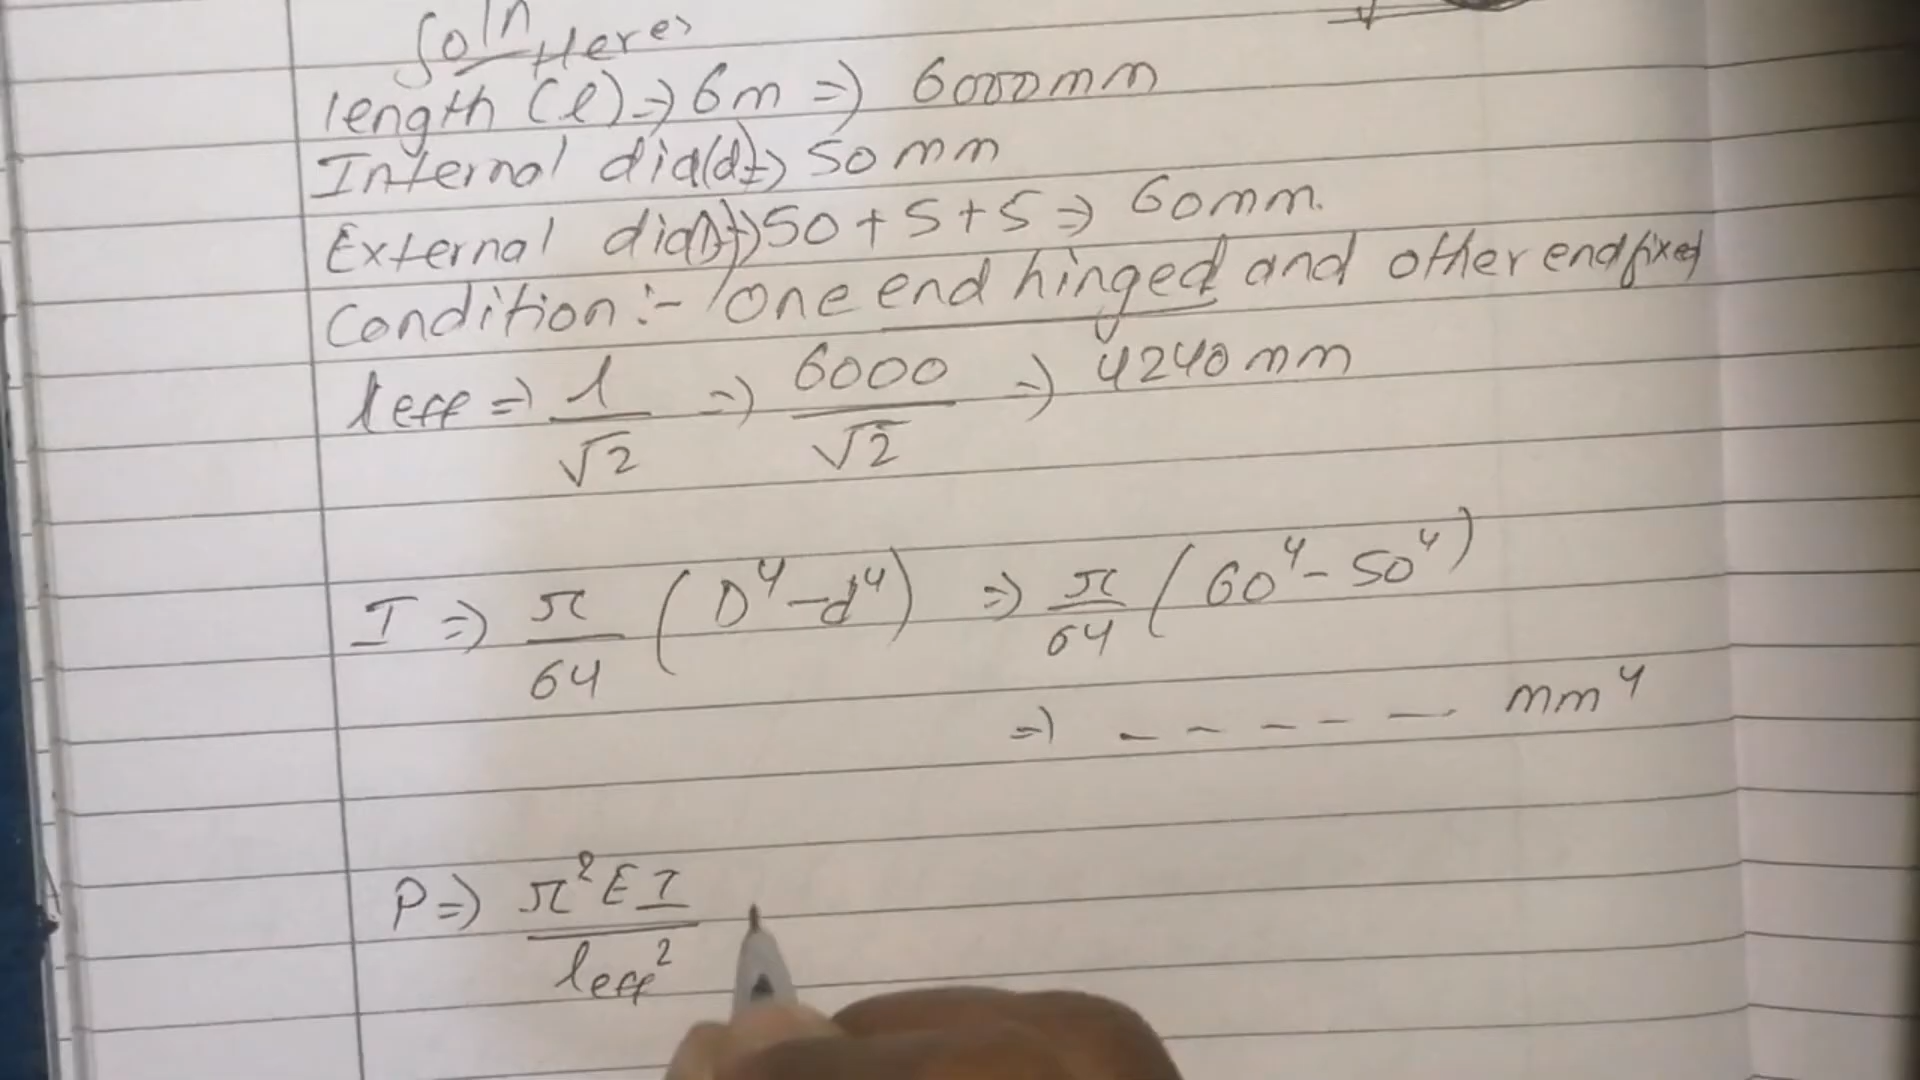 Soln Here,
length (l) => 6m => 6000mm
Internal dia(d) => 50 mm
External dia(D) => 50 + 5 + 5 => 60mm.
Condition :- One end hinged and other end fixed
leff => l/√2 => 6000/√2 => 4240 mm
I => π/64 (D⁴-d⁴) => π/64 (60⁴-50⁴)
=> - - - - - mm⁴
P => π²EI/leff²